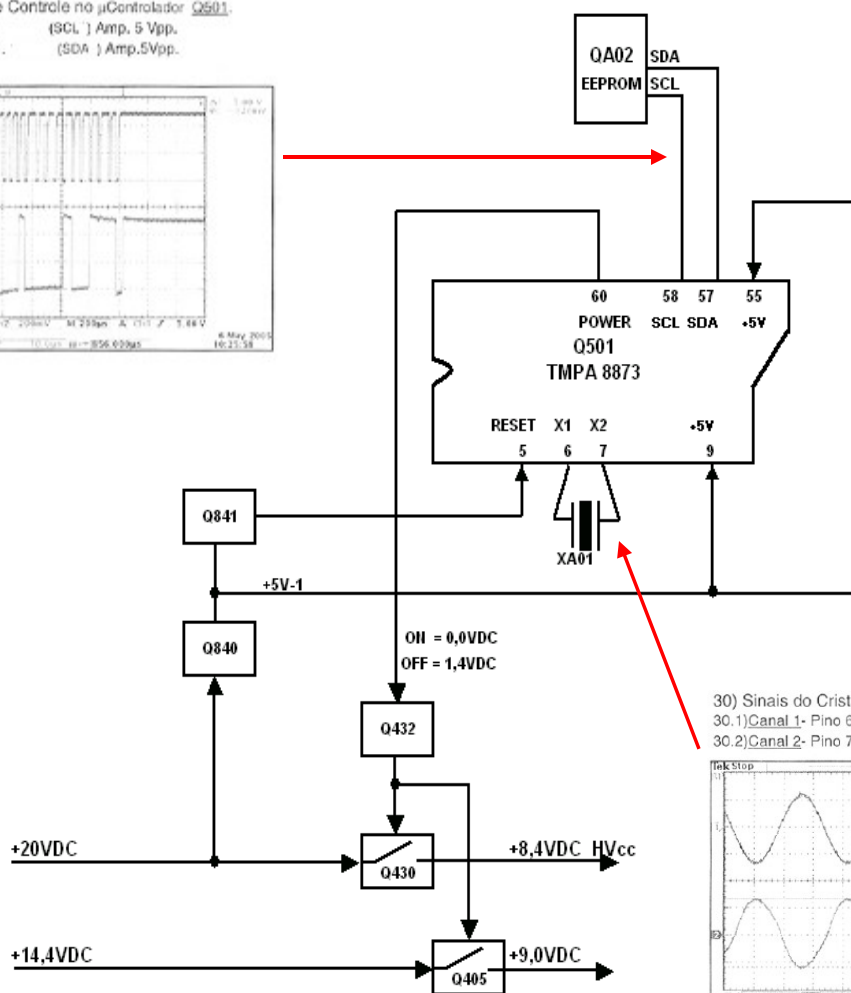 e Controle no µControlador Q501.
(SCL ) Amp. 5 Vpp.
(SDA ) Amp.5Vpp.
QA02
EEPROM
SDA
SCL
60 58 57 55
POWER SCL SDA +5V
Q501
TMPA 8873
RESET X1 X2 +5V
5 6 7 9
XA01
Q841
+5V-1
Q840
ON = 0,0VDC
OFF = 1,4VDC
Q432
30) Sinais do Crist
30.1)Canal 1- Pino 6
30.2)Canal 2- Pino 7
Tek Stop
+20VDC
Q430
+8,4VDC HVcc
+14,4VDC
Q405
+9,0VDC
6 May 2003
10:25:58